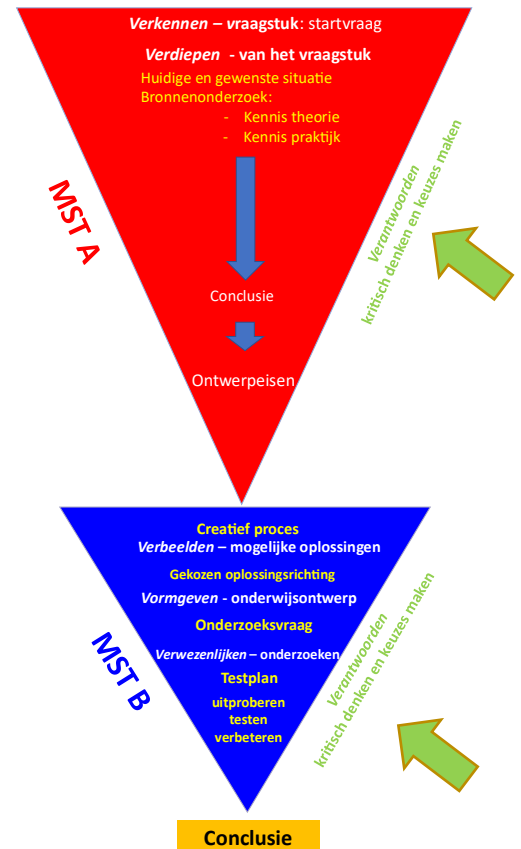 Verkennen – vraagstuk: startvraag
Verdiepen - van het vraagstuk
Huidige en gewenste situatie
Bronnenonderzoek:
- Kennis theorie
- Kennis praktijk
MST A
Verantwoorden
kritisch denken en keuzes maken
Conclusie
Ontwerpeisen
Creatief proces
Verbeelden – mogelijke oplossingen
Gekozen oplossingsrichting
Vormgeven - onderwijsontwerp
Onderzoeksvraag
Verwezenlijken – onderzoeken
Testplan
uitproberen
testen
verbeteren
MST B
Verantwoorden
kritisch denken en keuzes maken
Conclusie